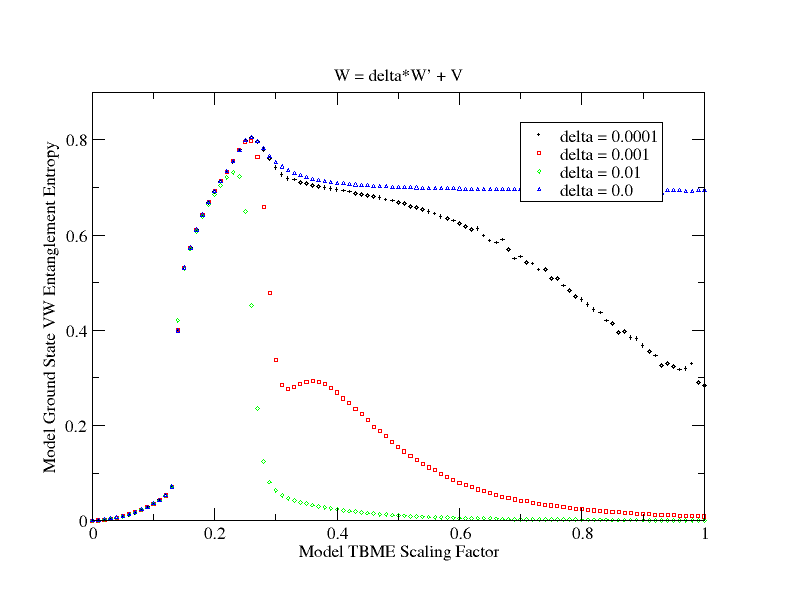 W = delta*W' + V
Model Ground State VW Entanglement Entropy
0.8
0.6
0.4
0.2
0
delta = 0.0001
delta = 0.001
delta = 0.01
delta = 0.0
0 0.2 0.4 0.6 0.8 1
Model TBME Scaling Factor